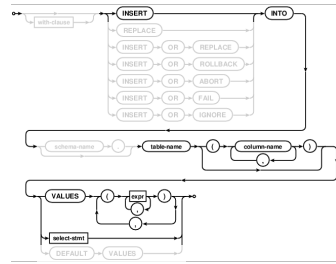 with-clause INSERT INTO
REPLACE
INSERT OR REPLACE
INSERT OR ROLLBACK
INSERT OR ABORT
INSERT OR FAIL
INSERT OR IGNORE
schema-name . table-name ( column-name )
,
VALUES ( expr )
,
,
select-stmt
DEFAULT VALUES